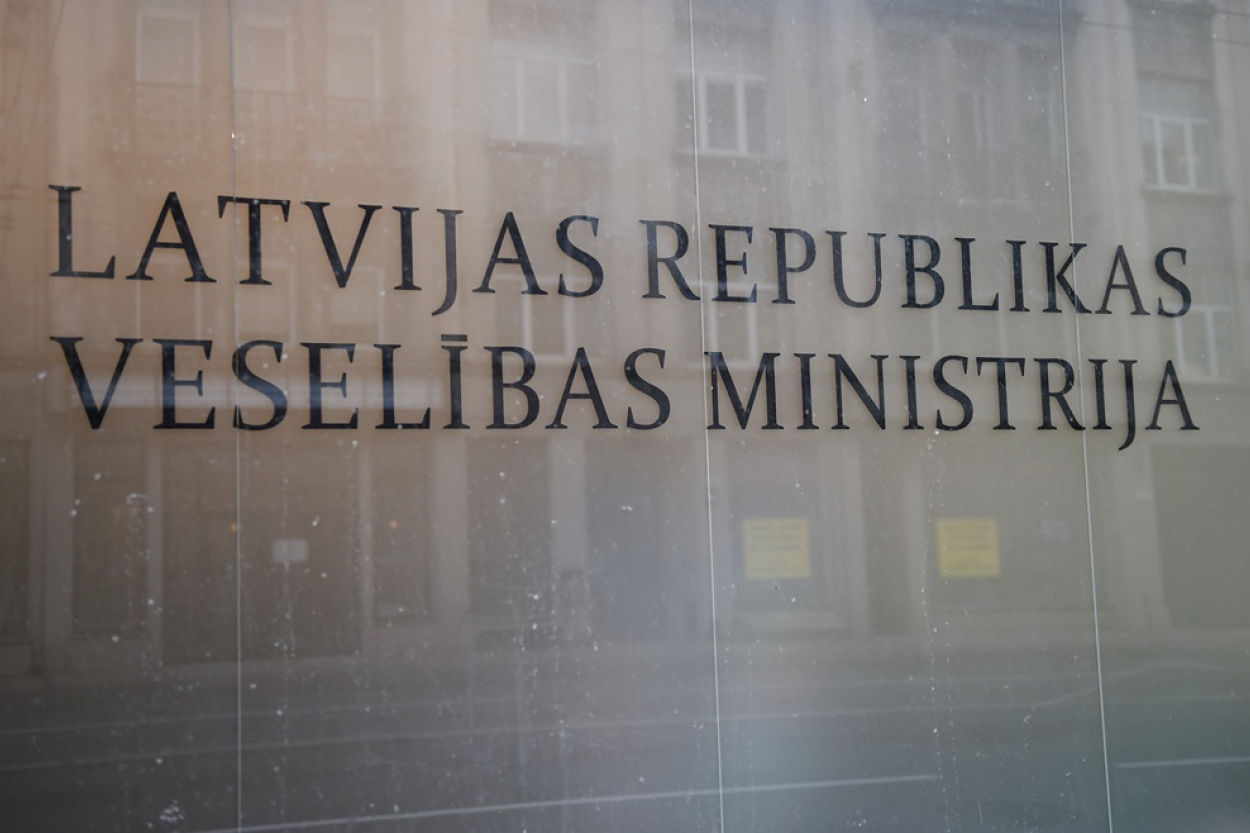 LATVIJAS REPUBLIKAS
VESELĪBAS MINISTRIJA